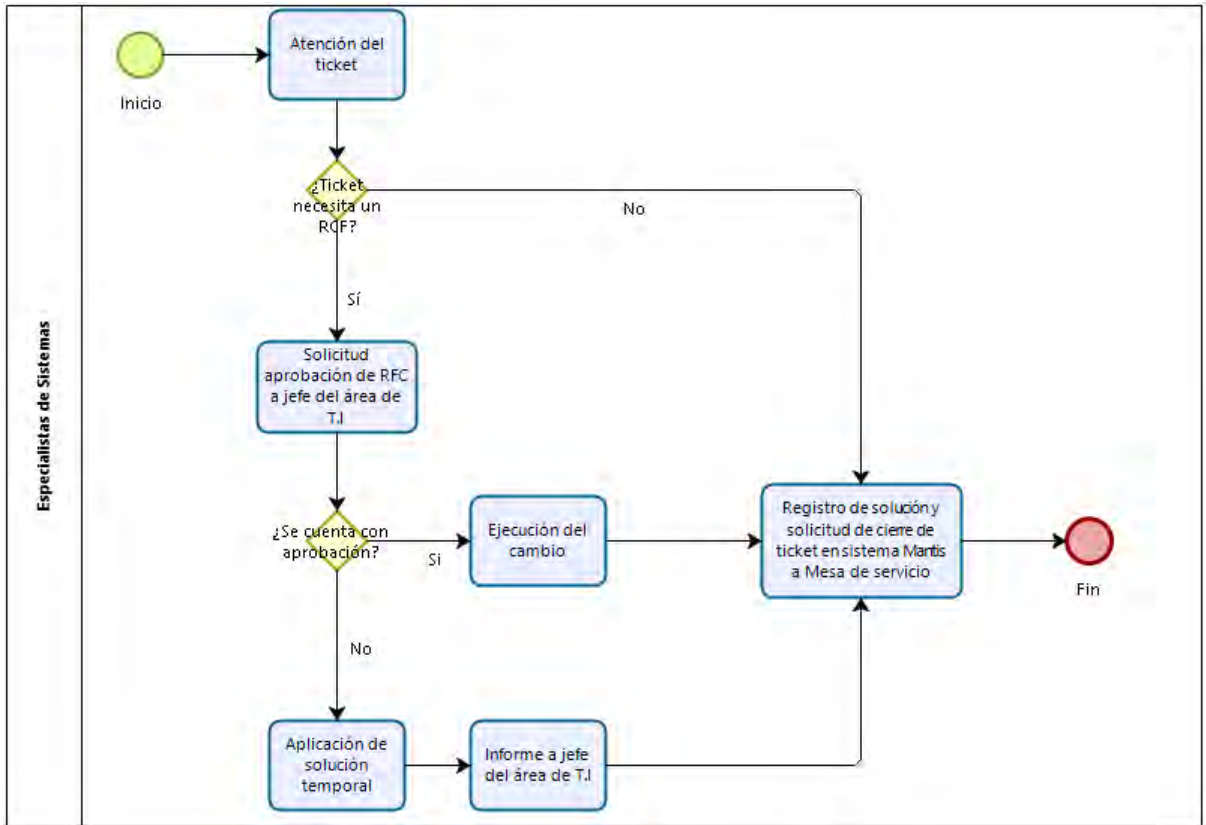 Atención del
ticket
Inicio
¿Ticket
necesita un
RCF?
No
Sí
Especialistas de Sistemas
Solicitud
aprobación de RFC
a jefe del área de
T.I
¿Se cuenta con
aprobación?
Si
Ejecución del
cambio
Registro de solución y
solicitud de cierre de
ticket en sistema Mantis
a Mesa de servicio
Fin
No
Aplicación de
solución
temporal
Informe a jefe
del área de T.I